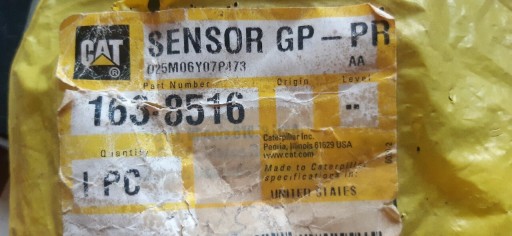 CAT ®
SENSOR GP - PR
025M06Y07P473 AA
Part Number Origin Level
163-8516 --
Caterpillar Inc.
Peoria, Illinois 61629 USA
www.cat.com
Quantity
1 PC
Made to Caterpillar
specifications in:
UNITED STATES